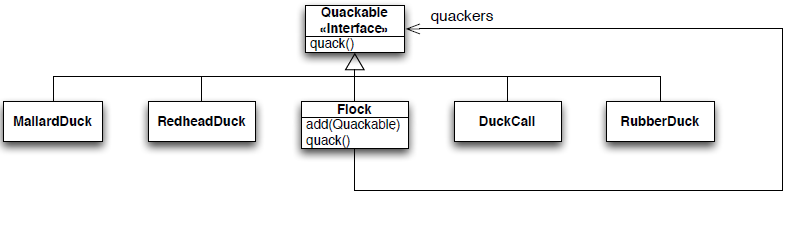 Quackable
«Interface»
quack()
quackers
MallardDuck
RedheadDuck
Flock
add(Quackable)
quack()
DuckCall
RubberDuck